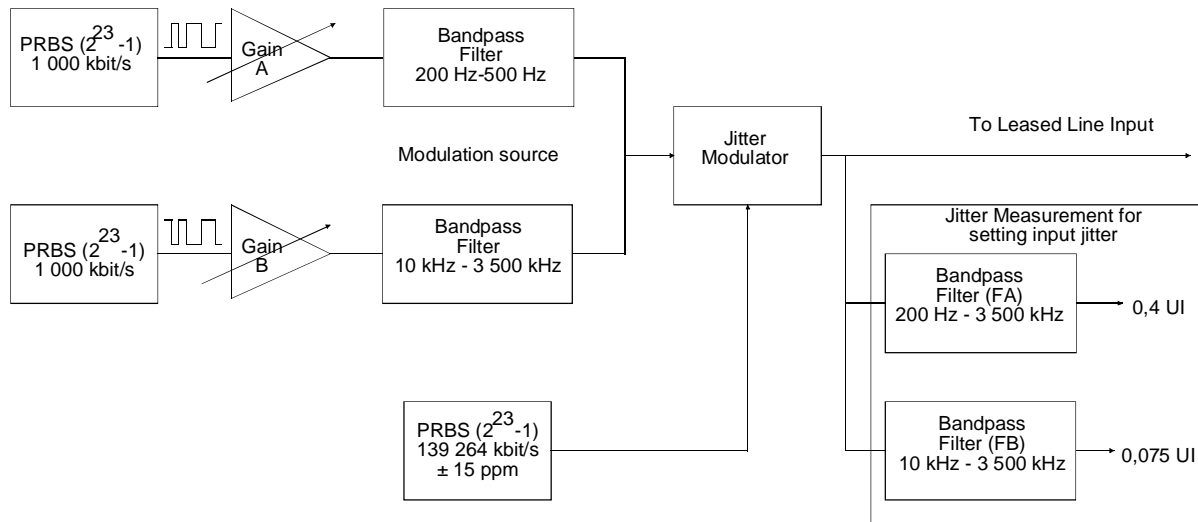 PRBS (2^23-1)
1 000 kbit/s
Gain
A
Bandpass
Filter
200 Hz-500 Hz
Modulation source
Jitter
Modulator
To Leased Line Input
PRBS (2^23-1)
1 000 kbit/s
Gain
B
Bandpass
Filter
10 kHz - 3 500 kHz
Jitter Measurement for
setting input jitter
Bandpass
Filter (FA)
200 Hz - 3 500 kHz
0,4 UI
PRBS (2^23-1)
139 264 kbit/s
± 15 ppm
Bandpass
Filter (FB)
10 kHz - 3 500 kHz
0,075 UI